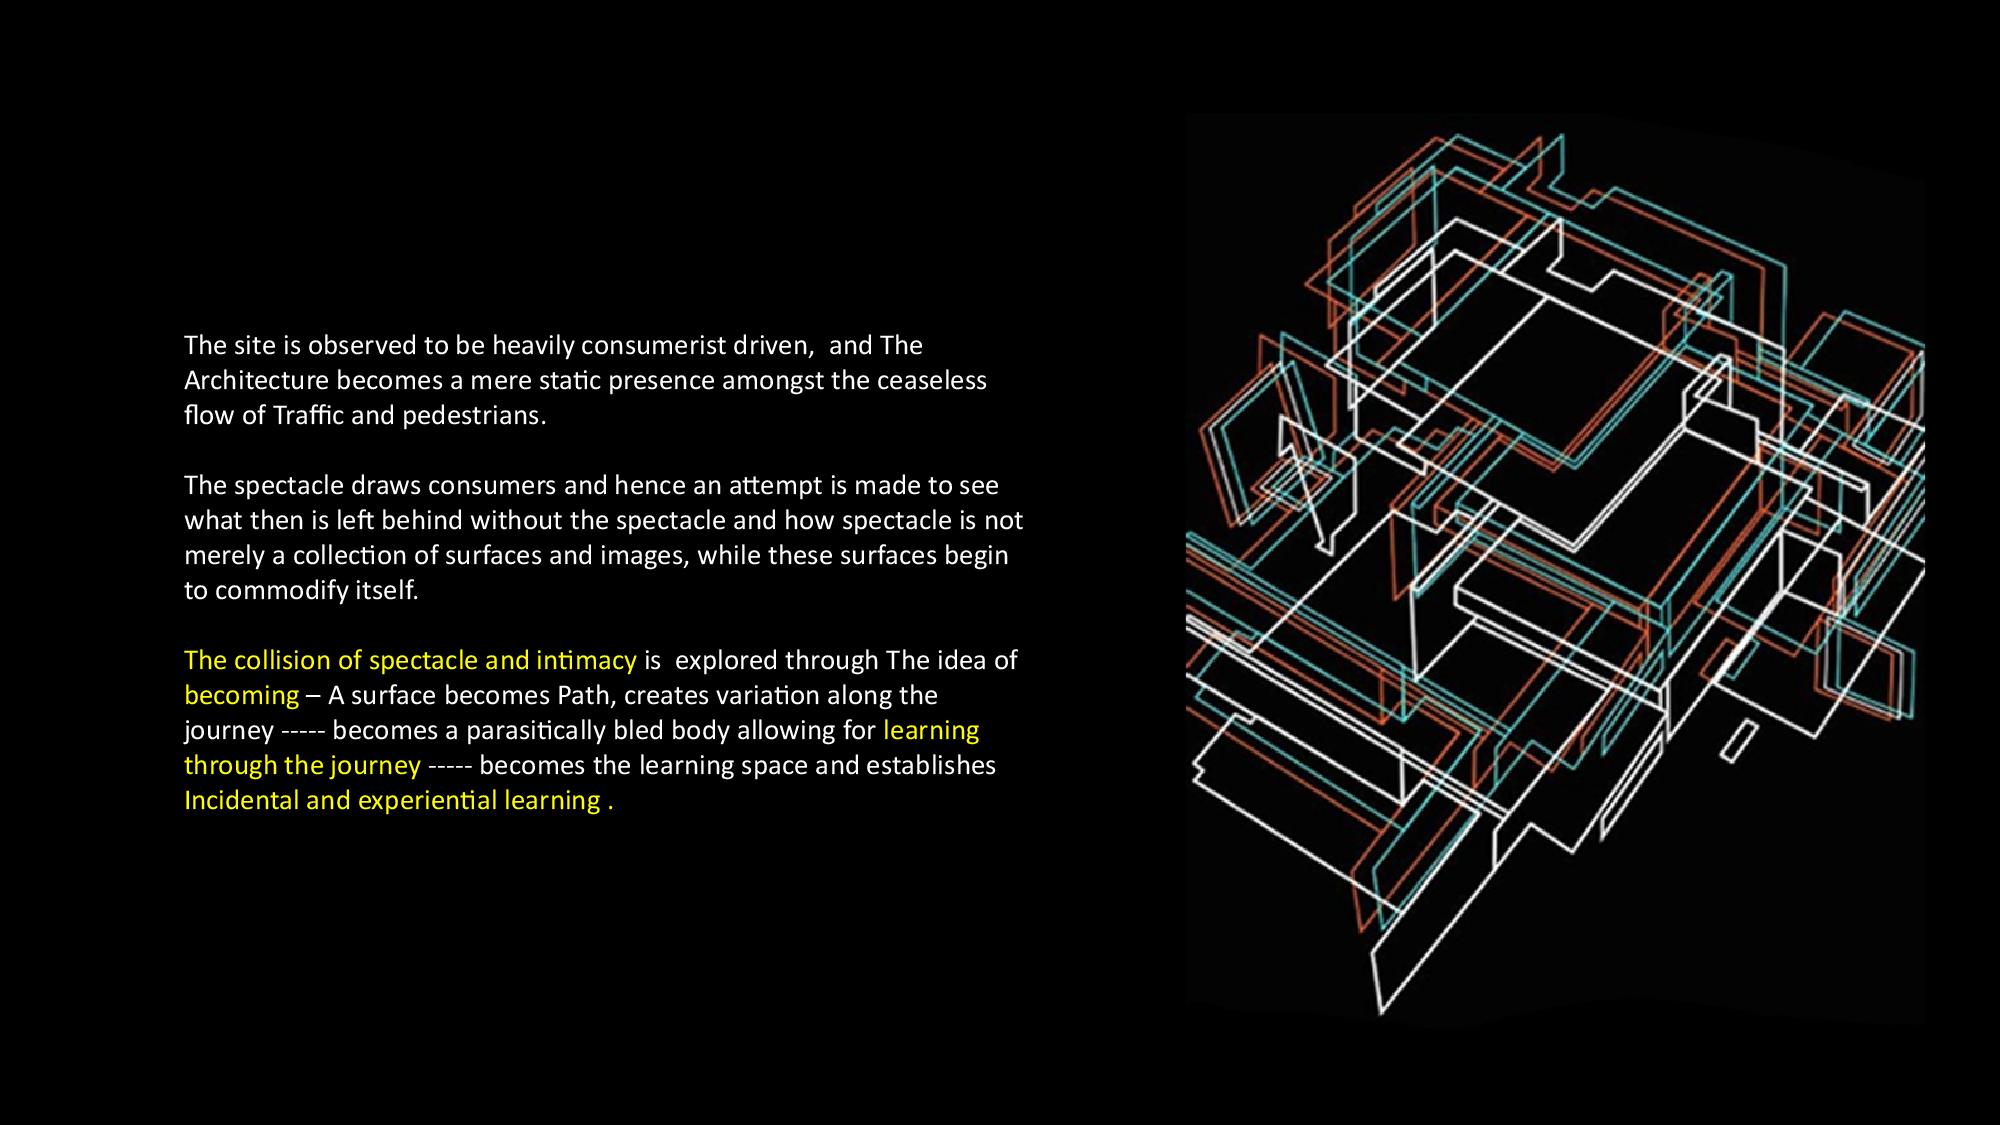 The site is observed to be heavily consumerist driven,  and The
Architecture becomes a mere static presence amongst the ceaseless
flow of Traffic and pedestrians.
The spectacle draws consumers and hence an attempt is made to see
what then is left behind without the spectacle and how spectacle is not
merely a collection of surfaces and images, while these surfaces begin
to commodify itself.
The collision of spectacle and intimacy is  explored through The idea of
becoming – A surface becomes Path, creates variation along the
journey ----- becomes a parasitically bled body allowing for learning
through the journey ----- becomes the learning space and establishes
Incidental and experiential learning .